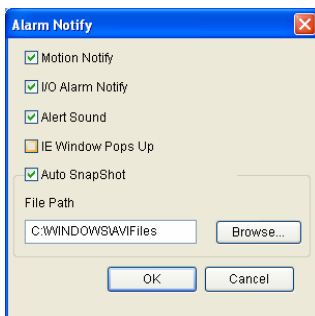 Alarm Notify
Motion Notify
I/O Alarm Notify
Alert Sound
IE Window Pops Up
Auto SnapShot
File Path
C:\WINDOWS\AVIFiles
Browse...
OK
Cancel